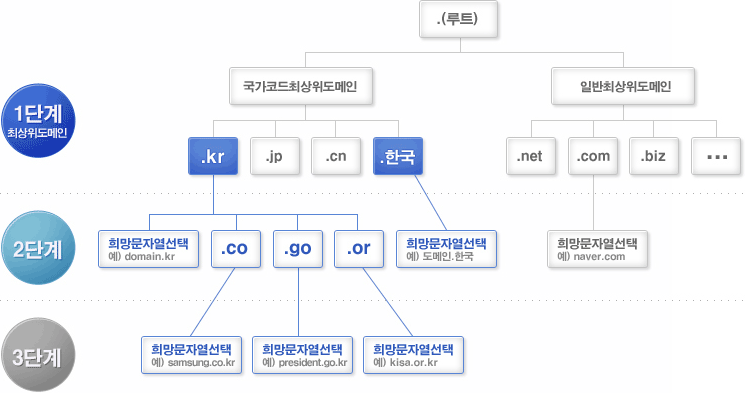 .(루트)
국가코드최상위도메인
일반최상위도메인
1단계
최상위도메인
.kr
.jp
.cn
.한국
.net
.com
.biz
...
2단계
희망문자열선택
예) domain.kr
.co
.go
.or
희망문자열선택
예) 도메인.한국
희망문자열선택
예) naver.com
3단계
희망문자열선택
예) samsung.co.kr
희망문자열선택
예) president.go.kr
희망문자열선택
예) kisa.or.kr